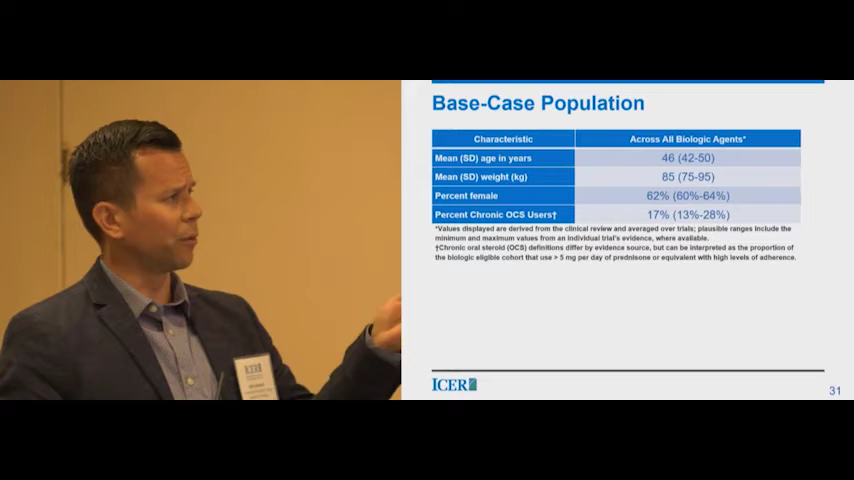 Base-Case Population
Characteristic Across All Biologic Agents*
Mean (SD) age in years 46 (42-50)
Mean (SD) weight (kg) 85 (75-95)
Percent female 62% (60%-64%)
Percent Chronic OCS Users† 17% (13%-28%)
*Values displayed are derived from the clinical review and averaged over trials; plausible ranges include the
minimum and maximum values from an individual trial's evidence, where available.
†Chronic oral steroid (OCS) definitions differ by evidence source, but can be interpreted as the proportion of
the biologic eligible cohort that use > 5 mg per day of prednisone or equivalent with high levels of adherence.
ICER
31
ICER